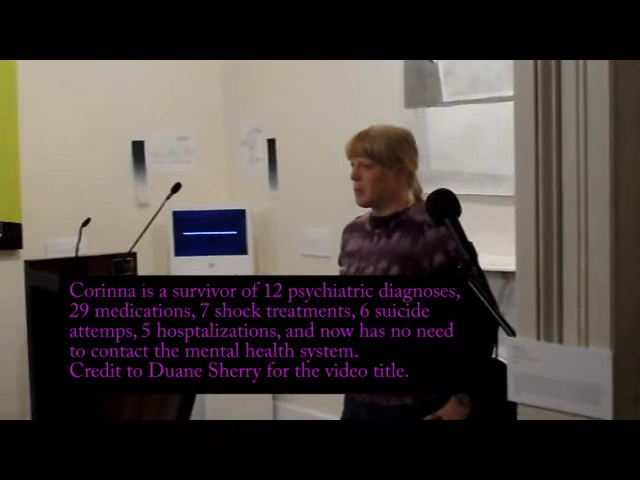 Corinna is a survivor of 12 psychiatric diagnoses,
29 medications, 7 shock treatments, 6 suicide
attemps, 5 hosptalizations, and now has no need
to contact the mental health system.
Credit to Duane Sherry for the video title.